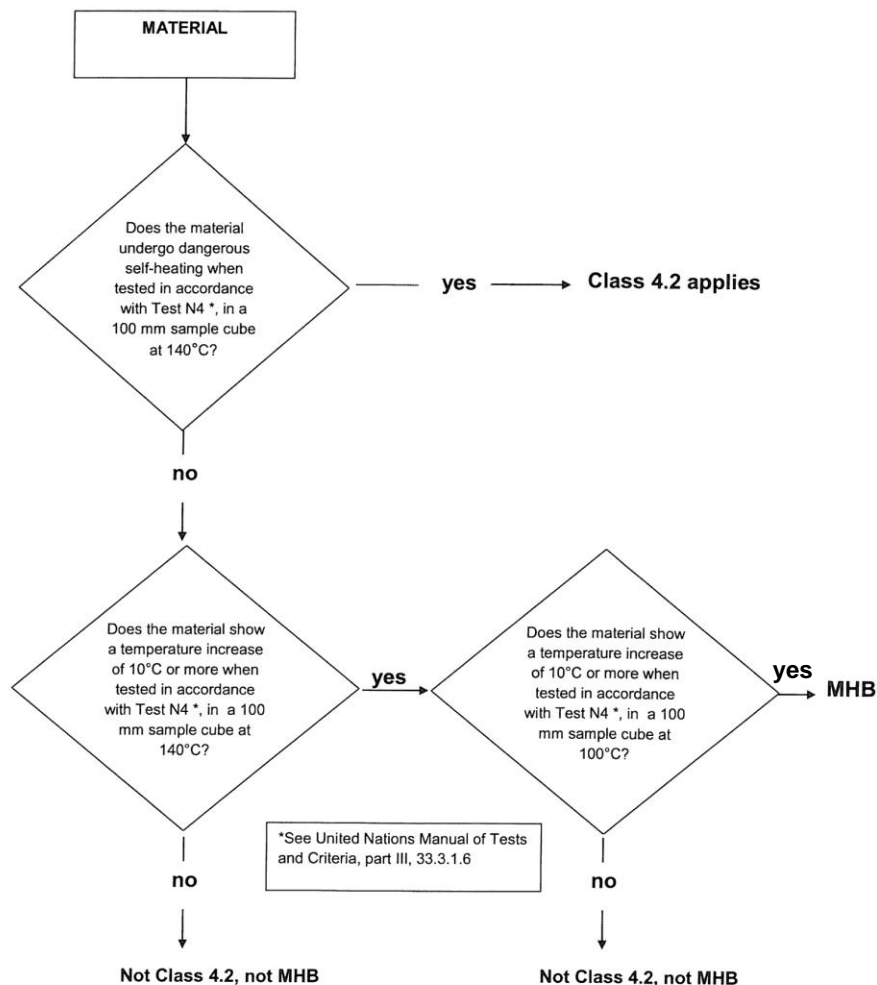 MATERIAL
Does the material
undergo dangerous
self-heating when
tested in accordance
with Test N4 *, in a
100 mm sample cube
at 140°C?
yes
Class 4.2 applies
no
Does the material show
a temperature increase
of 10°C or more when
tested in accordance
with Test N4 *, in a 100
mm sample cube at
140°C?
yes
Does the material show
a temperature increase
of 10°C or more when
tested in accordance
with Test N4 *, in a 100
mm sample cube at
100°C?
yes
MHB
*See United Nations Manual of Tests
and Criteria, part III, 33.3.1.6
no
no
Not Class 4.2, not MHB
Not Class 4.2, not MHB